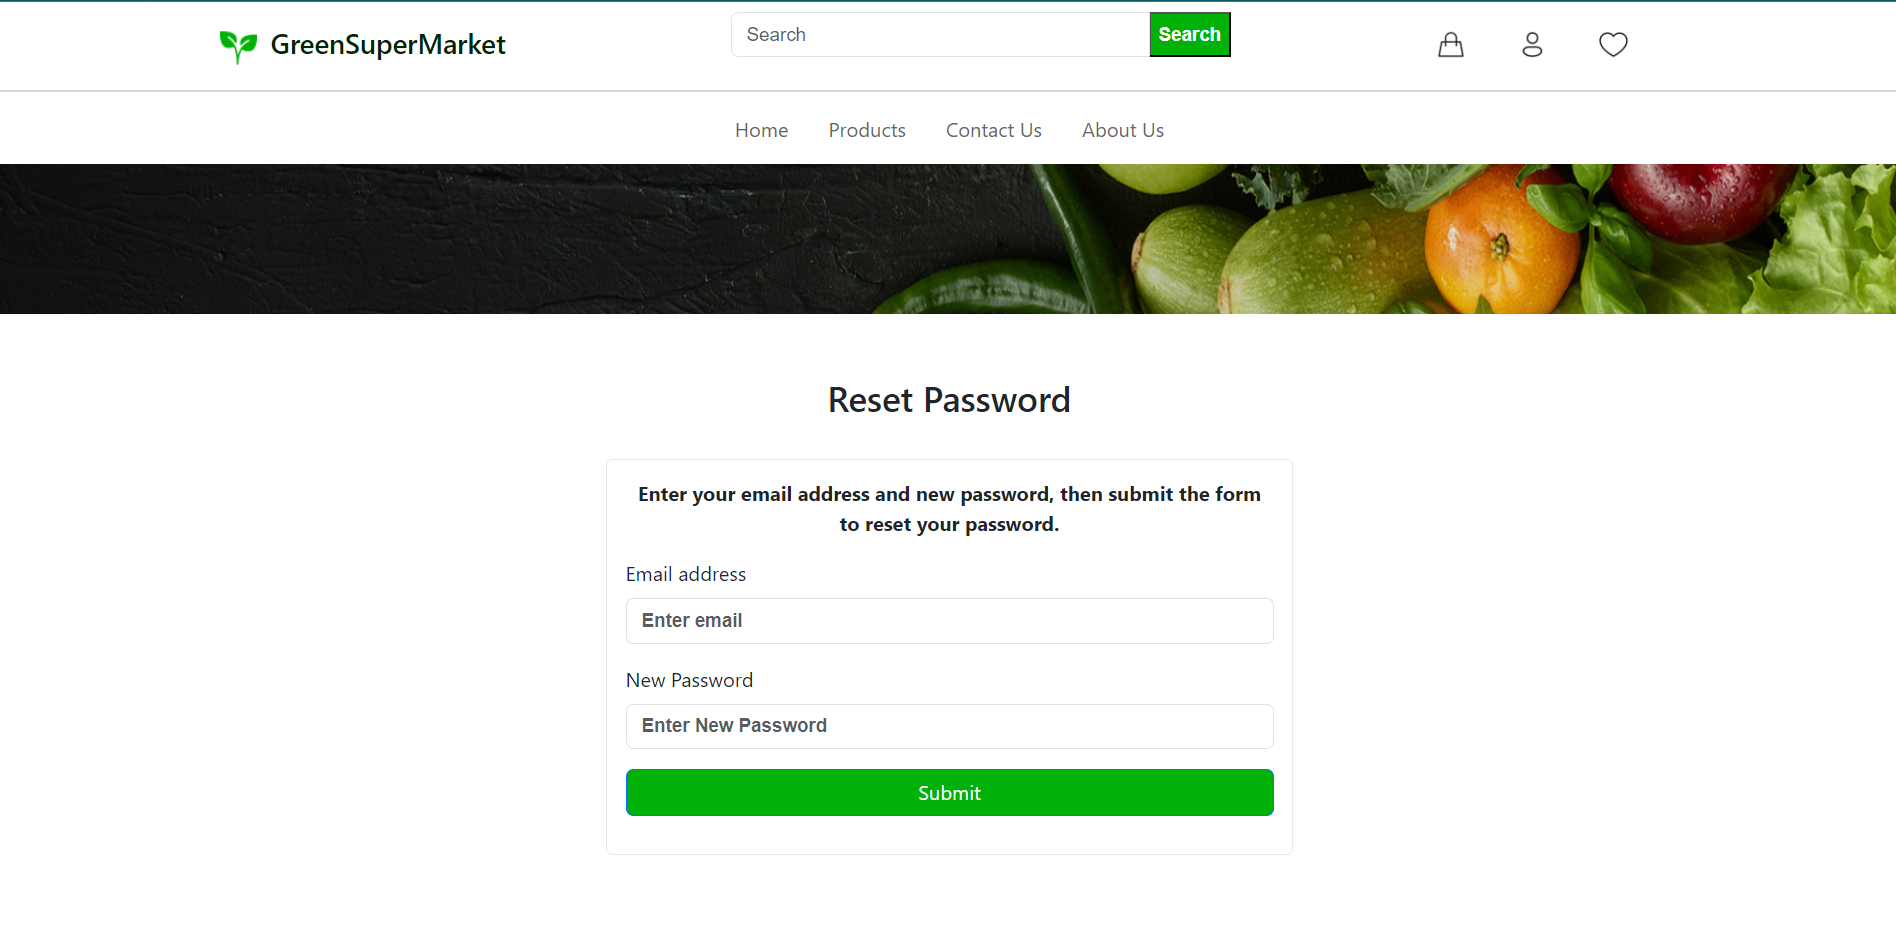 GreenSuperMarket
Search
Search
Home
Products
Contact Us
About Us
Reset Password
Enter your email address and new password, then submit the form
to reset your password.
Email address
Enter email
New Password
Enter New Password
Submit